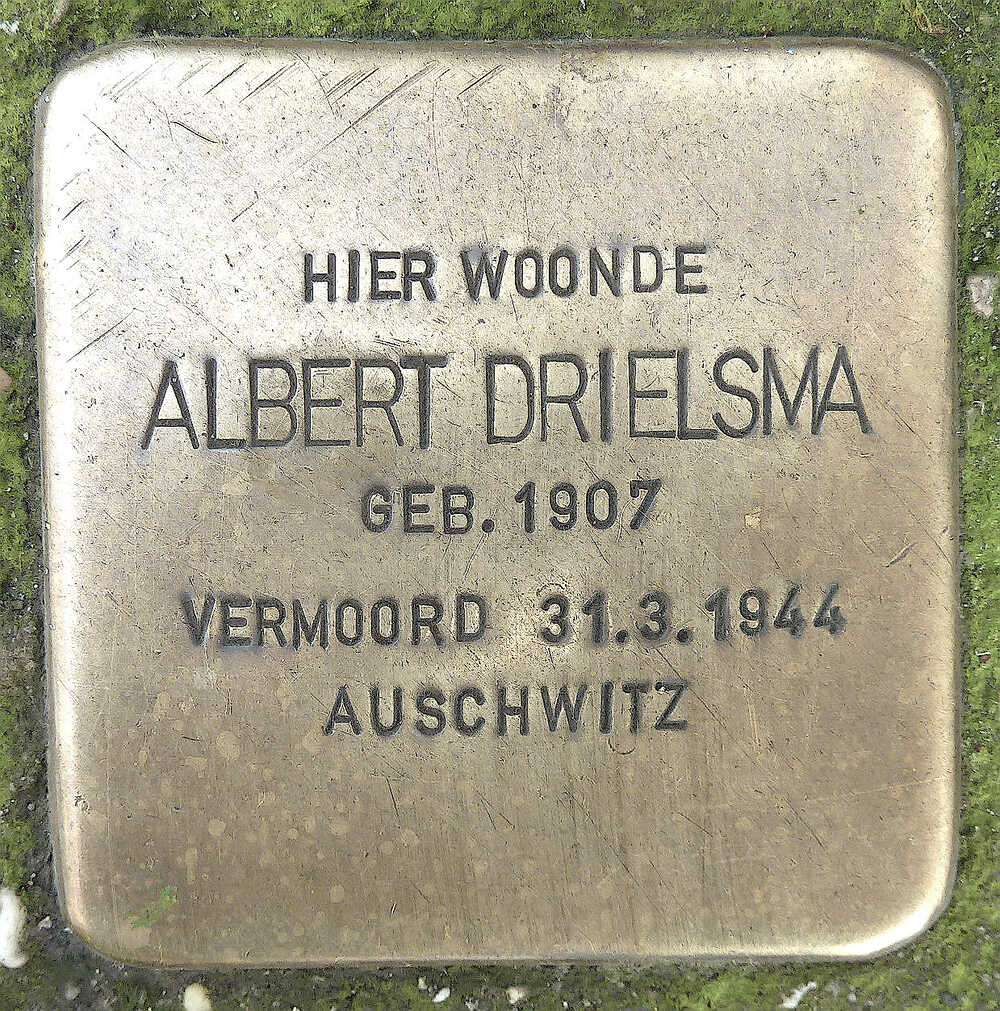 HIER WOONDE
ALBERT DRIELSMA
GEB. 1907
VERMOORD 31.3.1944
AUSCHWITZ